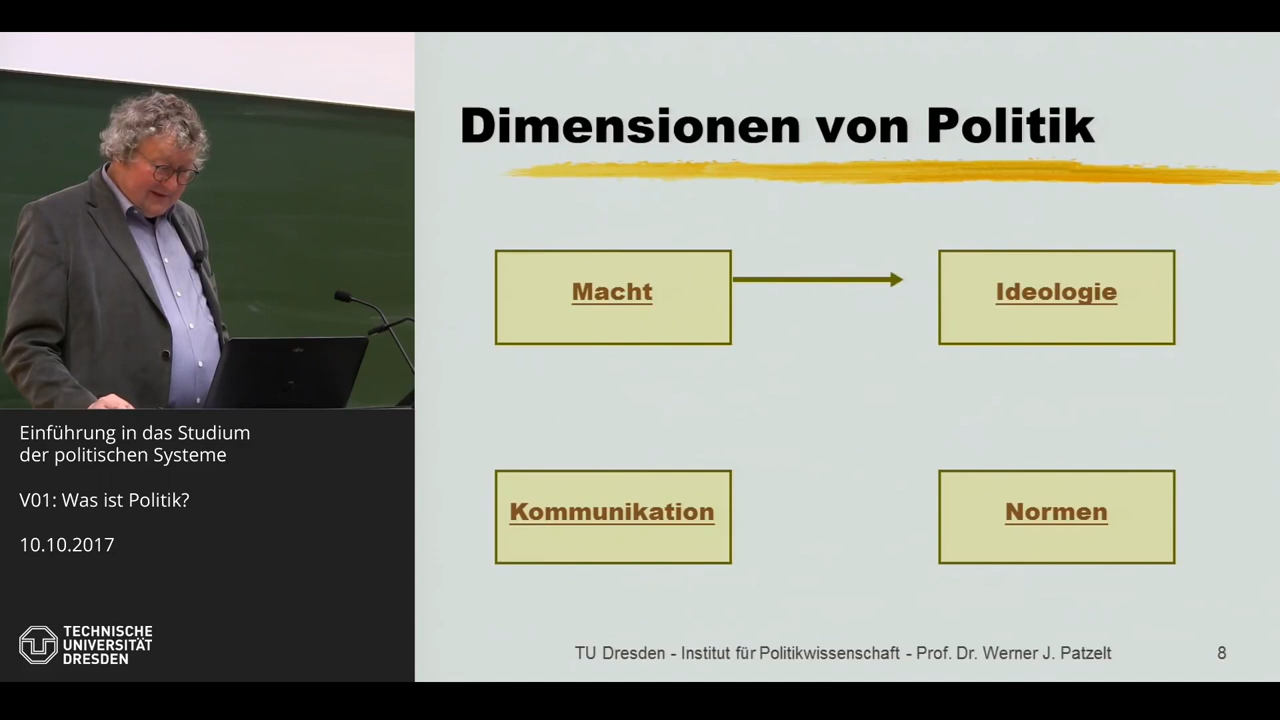 Dimensionen von Politik
Macht
Ideologie
Kommunikation
Normen
TU Dresden - Institut für Politikwissenschaft - Prof. Dr. Werner J. Patzelt
8
Einführung in das Studium
der politischen Systeme
V01: Was ist Politik?
10.10.2017
TECHNISCHE
UNIVERSITÄT
DRESDEN